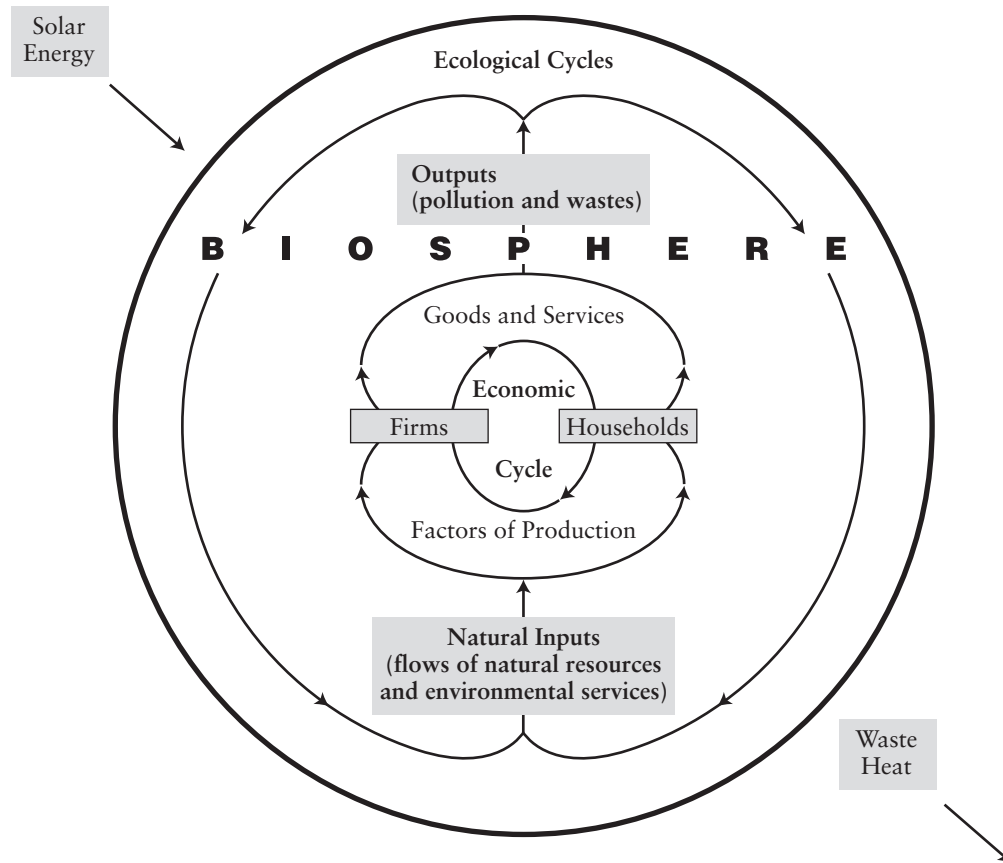 Solar
Energy
Ecological Cycles
Outputs
(pollution and wastes)
BIOSPHERE
Goods and Services
Economic
Firms
Households
Cycle
Factors of Production
Natural Inputs
(flows of natural resources
and environmental services)
Waste
Heat